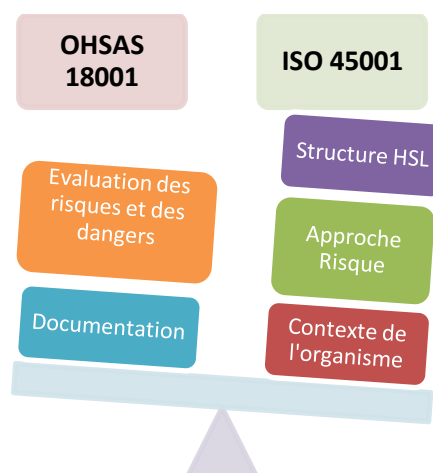 OHSAS
18001
ISO 45001
Structure HSL
Evaluation des
risques et des
dangers
Approche
Risque
Documentation
Contexte de
l'organisme